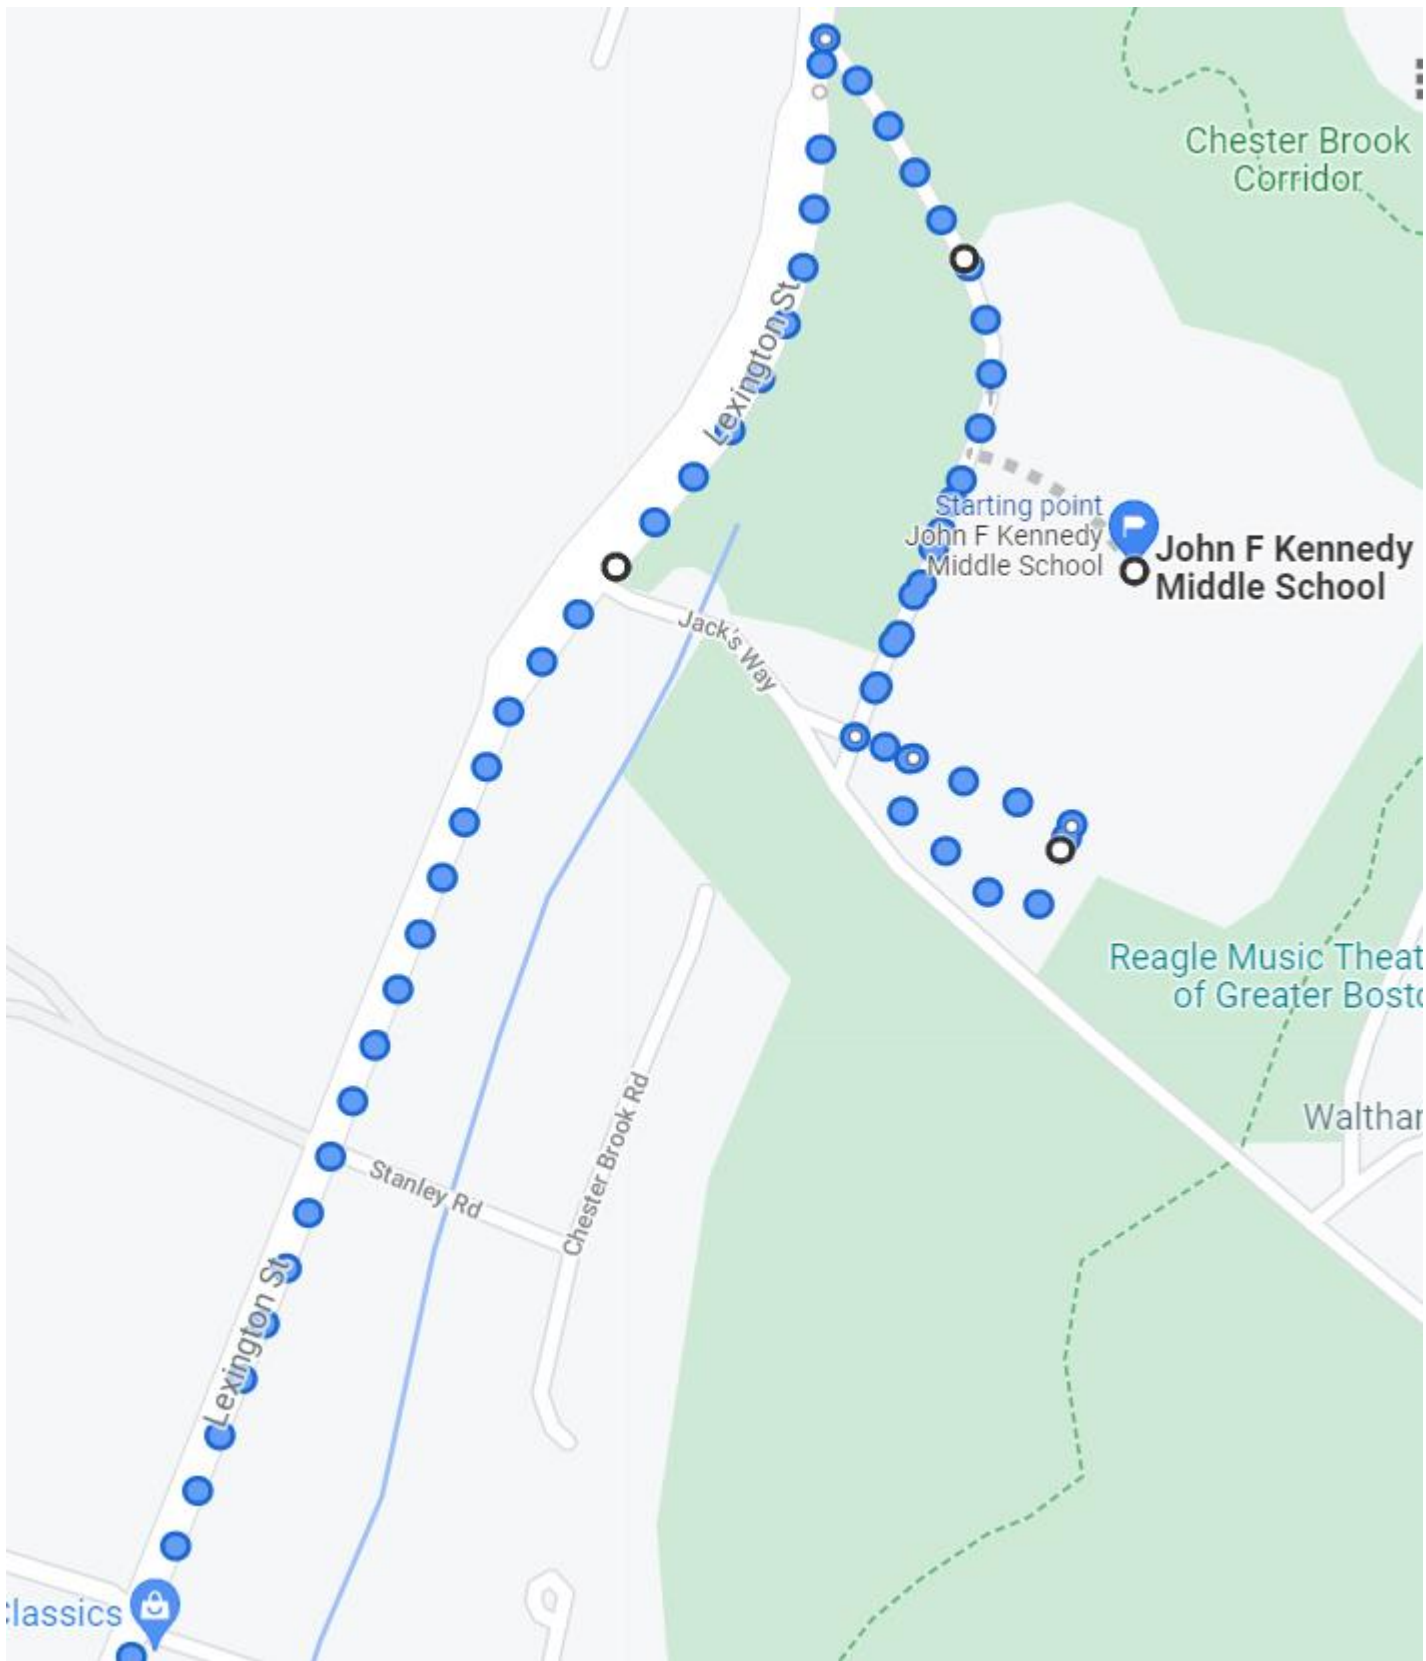 Chester Brook
Corridor
Lexington St
Starting point
John F Kennedy
Middle School
John F Kennedy
Middle School
Jack's Way
Reagle Music Theat
of Greater Bosto
Walthar
Chester Brook Rd
Stanley Rd
Lexington St
Classics